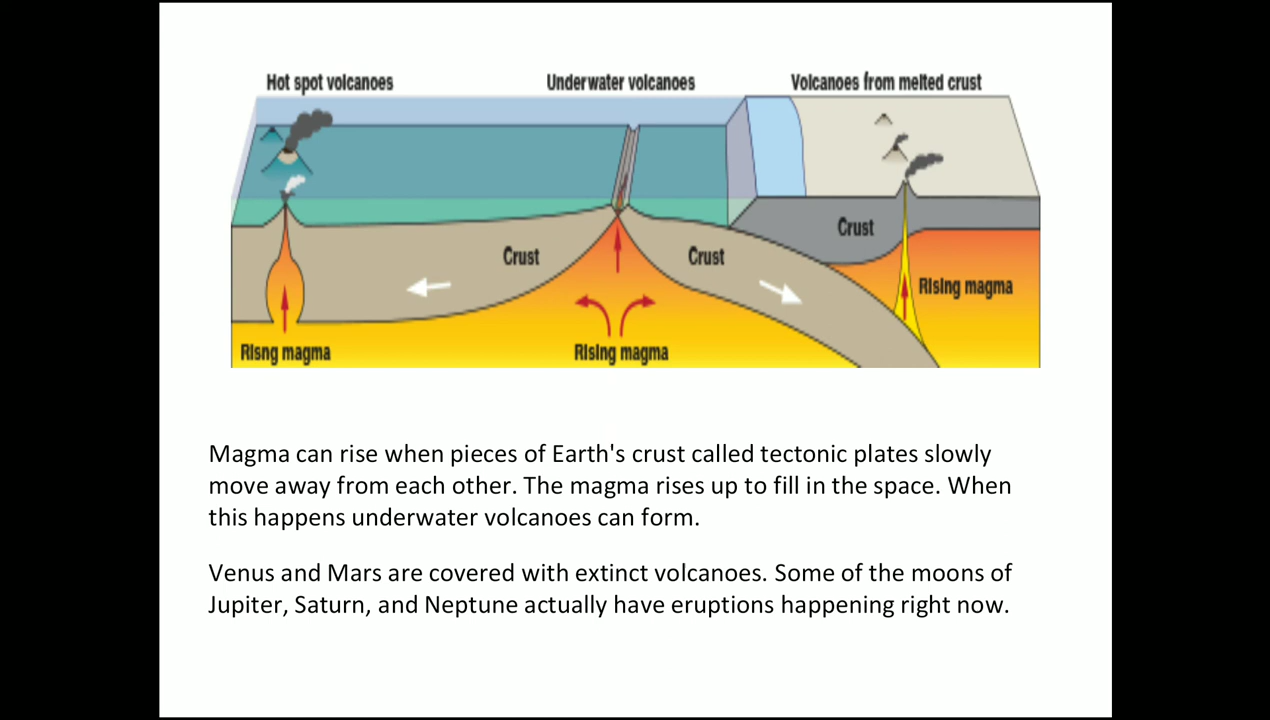 Hot spot volcanoes
Underwater volcanoes
Volcanoes from melted crust
Crust
Crust
Crust
Rising magma
Risng magma
Rising magma
Magma can rise when pieces of Earth's crust called tectonic plates slowly
move away from each other. The magma rises up to fill in the space. When
this happens underwater volcanoes can form.
Venus and Mars are covered with extinct volcanoes. Some of the moons of
Jupiter, Saturn, and Neptune actually have eruptions happening right now.